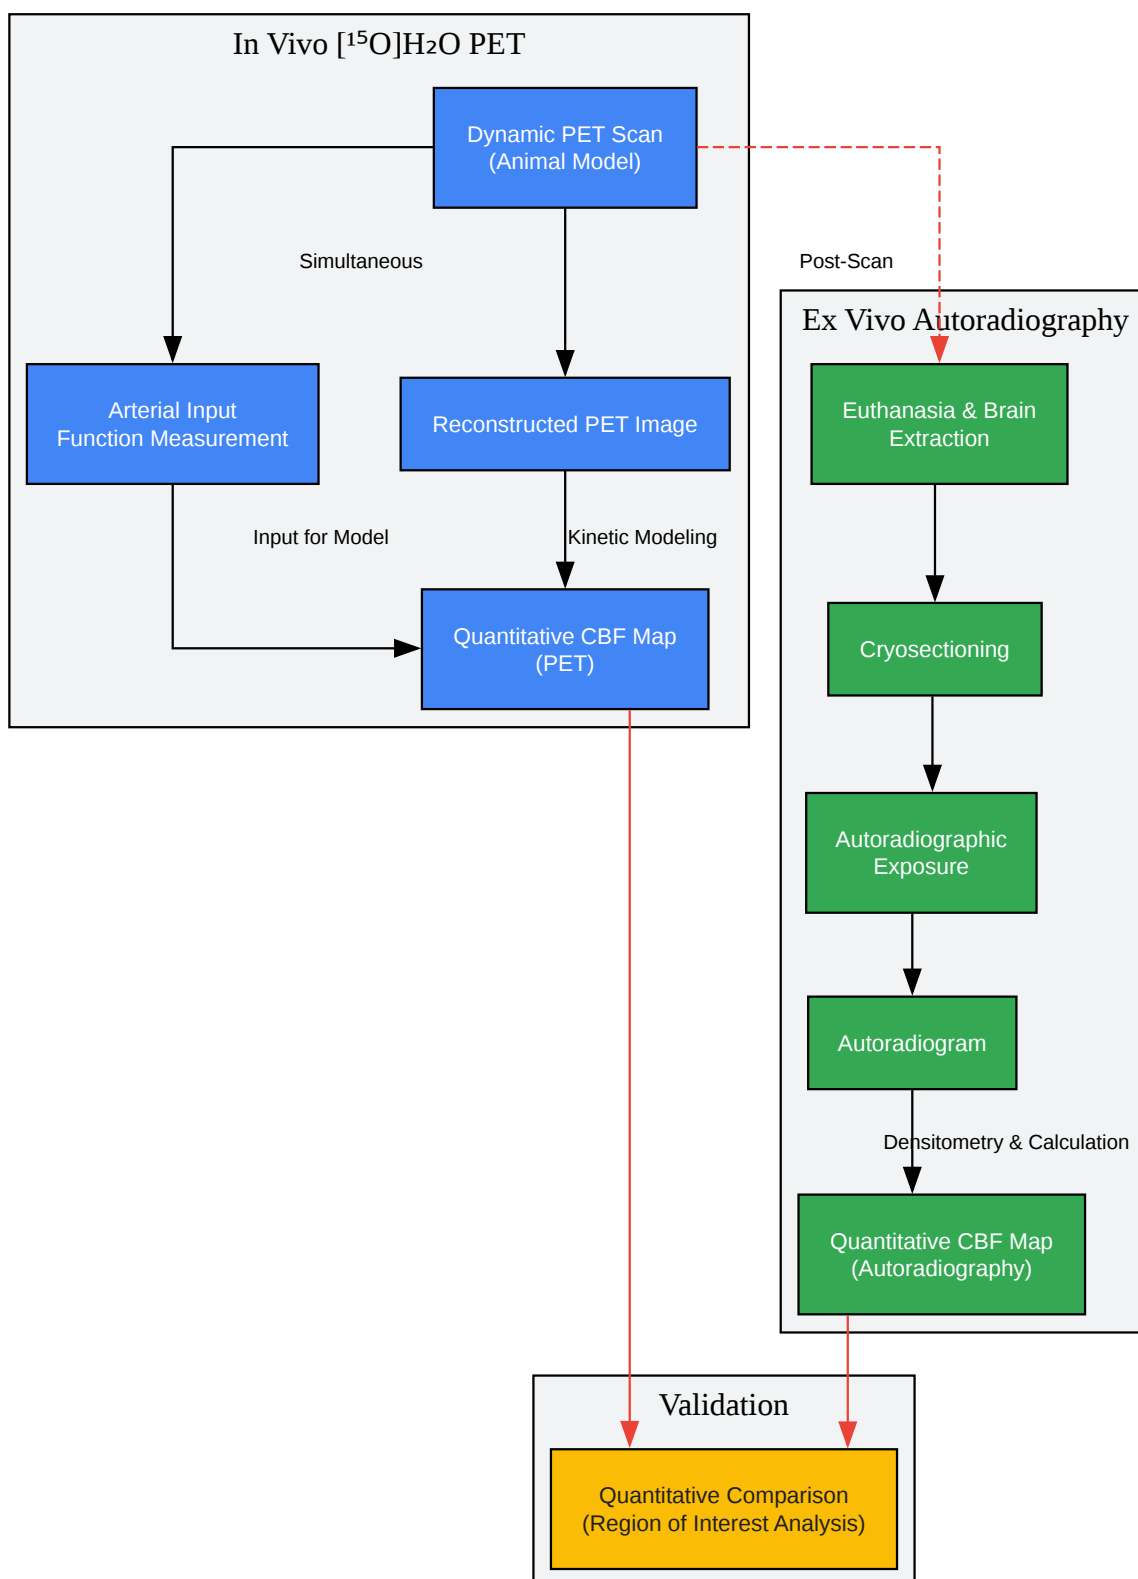 In Vivo [¹⁵O]H₂O PET
Dynamic PET Scan
(Animal Model)
Simultaneous
Post-Scan
Ex Vivo Autoradiography
Arterial Input
Function Measurement
Reconstructed PET Image
Euthanasia & Brain
Extraction
Input for Model
Kinetic Modeling
Quantitative CBF Map
(PET)
Cryosectioning
Autoradiographic
Exposure
Autoradiogram
Densitometry & Calculation
Quantitative CBF Map
(Autoradiography)
Validation
Quantitative Comparison
(Region of Interest Analysis)